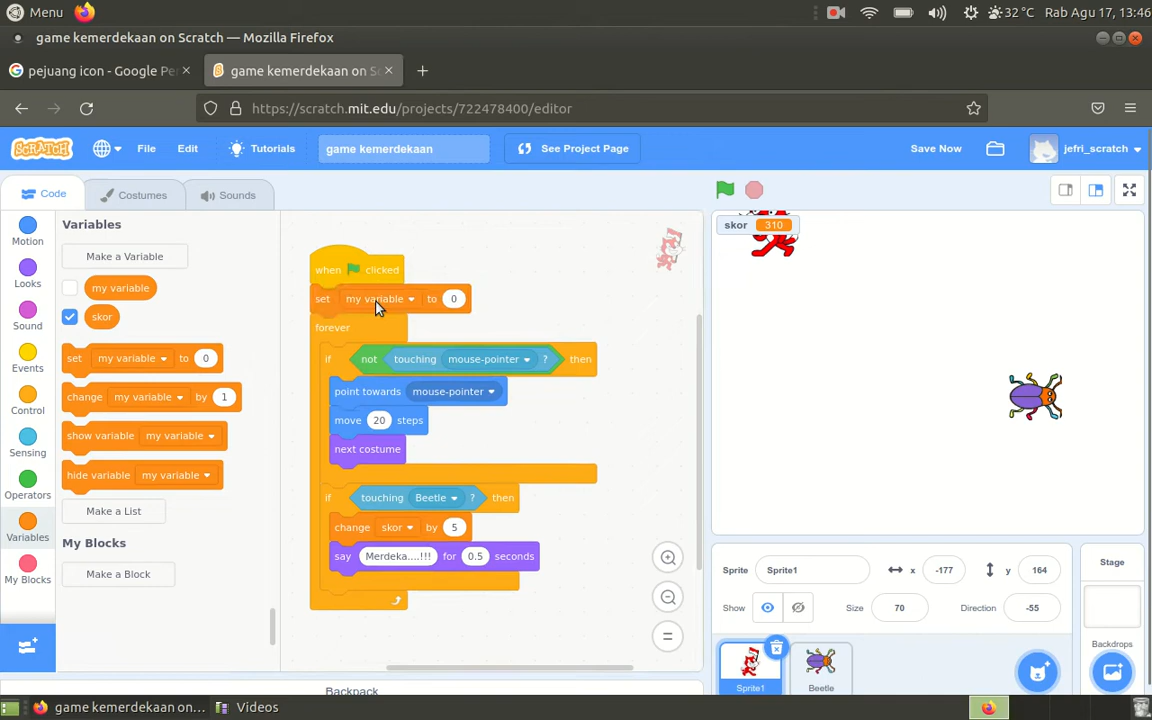 Menu 32 °C Rab Agu 17, 13:46
game kemerdekaan on Scratch — Mozilla Firefox
pejuang icon - Google Pe game kemerdekaan on Sc
https://scratch.mit.edu/projects/722478400/editor
SCRATCH File Edit Tutorials game kemerdekaan See Project Page Save Now jefri_scratch
Code Costumes Sounds
Motion
Looks
Sound
Events
Control
Sensing
Operators
Variables
My Blocks
Variables
Make a Variable
my variable
skor
set my variable to 0
change my variable by 1
show variable my variable
hide variable my variable
Make a List
My Blocks
Make a Block
when clicked
set my variable to 0
forever
if not touching mouse-pointer ? then
point towards mouse-pointer
move 20 steps
next costume
if touching Beetle ? then
change skor by 5
say Merdeka....!!! for 0.5 seconds
Backpack
skor 310
Sprite Sprite1 x -177 y 164
Show Size 70 Direction -55
Sprite1 Beetle
Stage
Backdrops
game kemerdekaan on... Videos